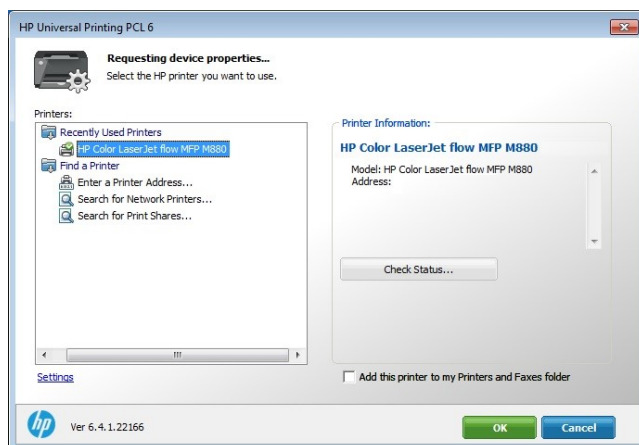 HP Universal Printing PCL 6
Requesting device properties...
Select the HP printer you want to use.
Printers:
Recently Used Printers
HP Color LaserJet flow MFP M880
Find a Printer
Enter a Printer Address...
Search for Network Printers...
Search for Print Shares...
Settings
Printer Information:
HP Color LaserJet flow MFP M880
Model: HP Color LaserJet flow MFP M880
Address:
Check Status...
Add this printer to my Printers and Faxes folder
hp
Ver 6.4.1.22166
OK
Cancel